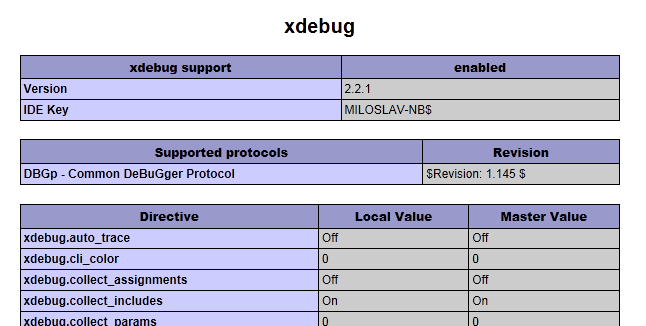 xdebug
xdebug support enabled
Version 2.2.1
IDE Key MILOSLAV-NB$
Supported protocols Revision
DBGp - Common DeBuGger Protocol $Revision: 1.145 $
Directive Local Value Master Value
xdebug.auto_trace Off Off
xdebug.cli_color 0 0
xdebug.collect_assignments Off Off
xdebug.collect_includes On On
xdebug.collect_params 0 0